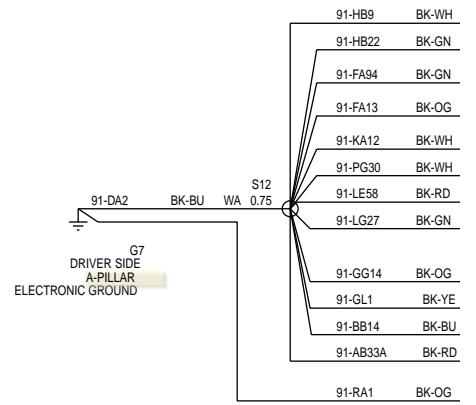 91-HB9 BK-WH
91-HB22 BK-GN
91-FA94 BK-GN
91-FA13 BK-OG
91-KA12 BK-WH
91-PG30 BK-WH
S12
91-LE58 BK-RD
91-DA2 BK-BU WA 0.75
91-LG27 BK-GN
G7
DRIVER SIDE
A-PILLAR
ELECTRONIC GROUND
91-GG14 BK-OG
91-GL1 BK-YE
91-BB14 BK-BU
91-AB33A BK-RD
91-RA1 BK-OG